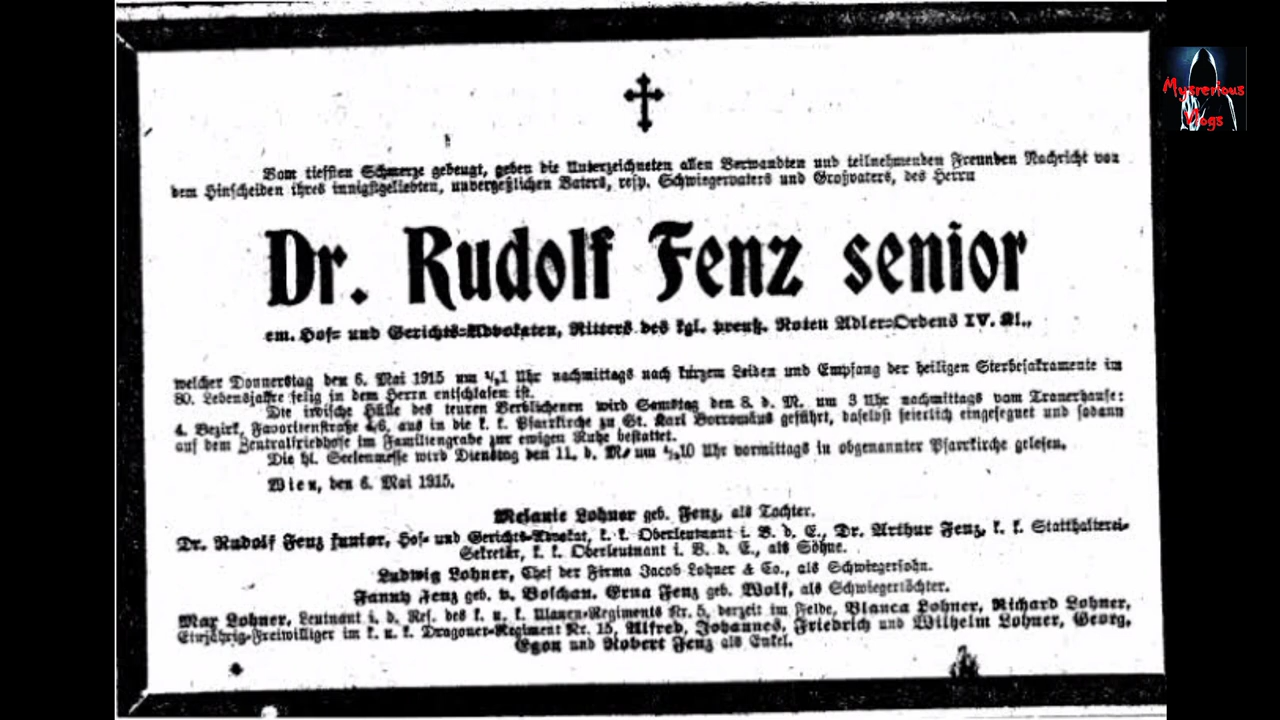 Vom tiefsten Schmerze gebeugt, geben die Unterzeichneten allen Verwandten und teilnehmenden Freunden Nachricht von
dem Hinscheiden ihres innigstgeliebten, unvergeßlichen Vaters, resp. Schwiegervaters und Großvaters, des Herrn
Dr. Rudolf Fenz senior
em. Hof- und Gerichts-Advokaten, Ritters des kgl. preuß. Roten Adler-Ordens IV. Kl.,
welcher Donnerstag den 6. Mai 1915 um 1/21 Uhr nachmittags nach kurzem Leiden und Empfang der heiligen Sterbesakramente im
80. Lebensjahre selig in dem Herrn entschlafen ist.
Die irdische Hülle des teuren Verblichenen wird Samstag den 8. d. M. um 3 Uhr nachmittags vom Trauerhause:
4. Bezirk, Favoritenstraße 46, aus in die k. k. Pfarrkirche zu St. Karl Borromäus geführt, daselbst feierlich eingesegnet und sodann
auf dem Zentralfriedhofe im Familiengrabe zur ewigen Ruhe bestattet.
Die hl. Seelenmesse wird Dienstag den 11. d. M. um 1/210 Uhr vormittags in obgenannter Pfarrkirche gelesen.
Wien, den 6. Mai 1915.
Melanie Lohner geb. Fenz, als Tochter.
Dr. Rudolf Fenz junior, Hof- und Gerichts-Advokat, k. k. Oberleutnant i. V. d. E., Dr. Arthur Fenz, k. k. Statthalterei-
Sekretär, k. k. Oberleutnant i. V. d. E., als Söhne.
Ludwig Lohner, Chef der Firma Jacob Lohner & Co., als Schwiegersohn.
Fanny Fenz geb. v. Boschan. Erna Fenz geb. Wolf, als Schwiegertöchter.
Max Lohner, Leutnant i. d. Res. des k. u. k. Ulanen-Regiments Nr. 5, derzeit im Felde, Blanca Lohner, Richard Lohner,
Einjährig-Freiwilliger im k. u. k. Dragoner-Regiment Nr. 15, Alfred, Johannes, Friedrich und Wilhelm Lohner, Georg,
Egon und Robert Fenz als Enkel.
Mysrerious
Vlogs